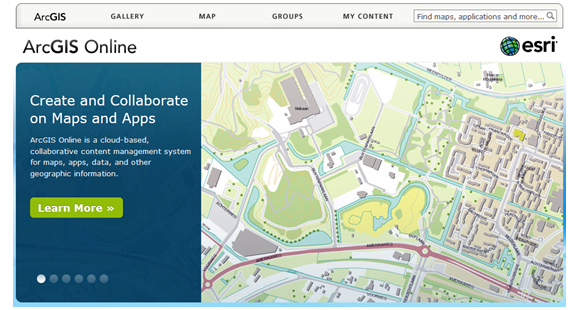 ArcGIS GALLERY MAP GROUPS MY CONTENT Find maps, applications and more...
ArcGIS Online
esri
Create and Collaborate
on Maps and Apps
ArcGIS Online is a cloud-based,
collaborative content management system
for maps, apps, data, and other
geographic information.
Learn More »